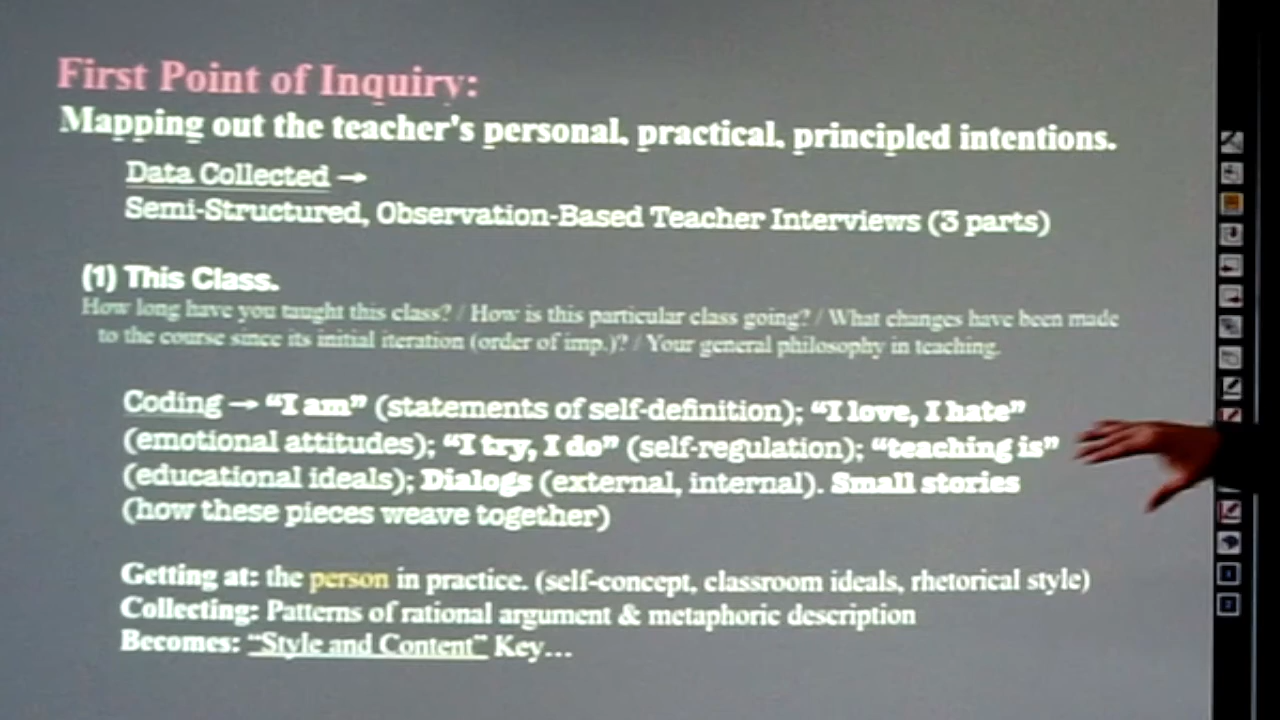 First Point of Inquiry:
Mapping out the teacher's personal, practical, principled intentions.
Data Collected →
Semi-Structured, Observation-Based Teacher Interviews (3 parts)
(1) This Class.
How long have you taught this class? / How is this particular class going? / What changes have been made
to the course since its initial iteration (order of imp.)? / Your general philosophy in teaching.
Coding → “I am” (statements of self-definition); “I love, I hate”
(emotional attitudes); “I try, I do” (self-regulation); “teaching is”
(educational ideals); Dialogs (external, internal). Small stories
(how these pieces weave together)
Getting at: the person in practice. (self-concept, classroom ideals, rhetorical style)
Collecting: Patterns of rational argument & metaphoric description
Becomes: “Style and Content” Key...